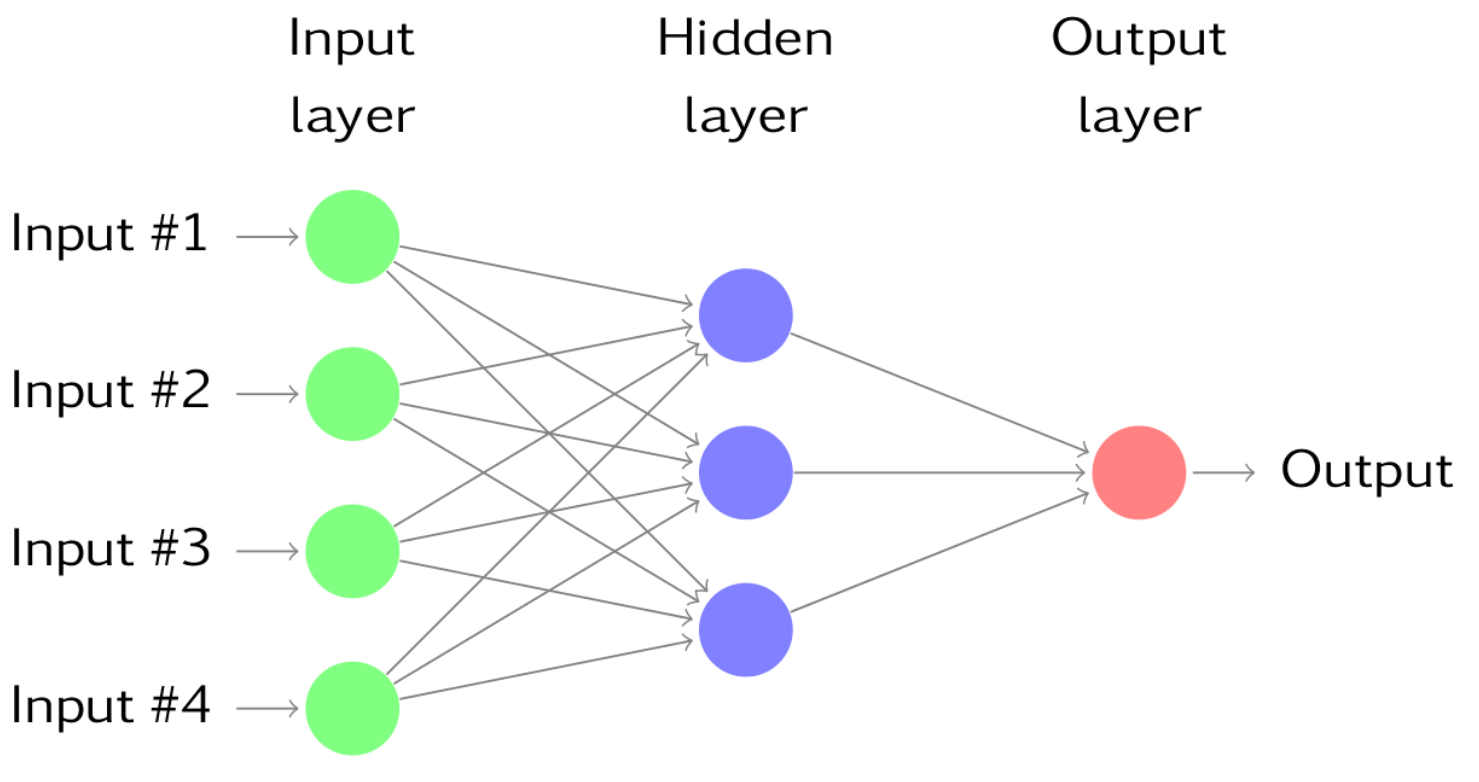 Input
layer
Hidden
layer
Output
layer
Input #1
Input #2
Input #3
Input #4
Output